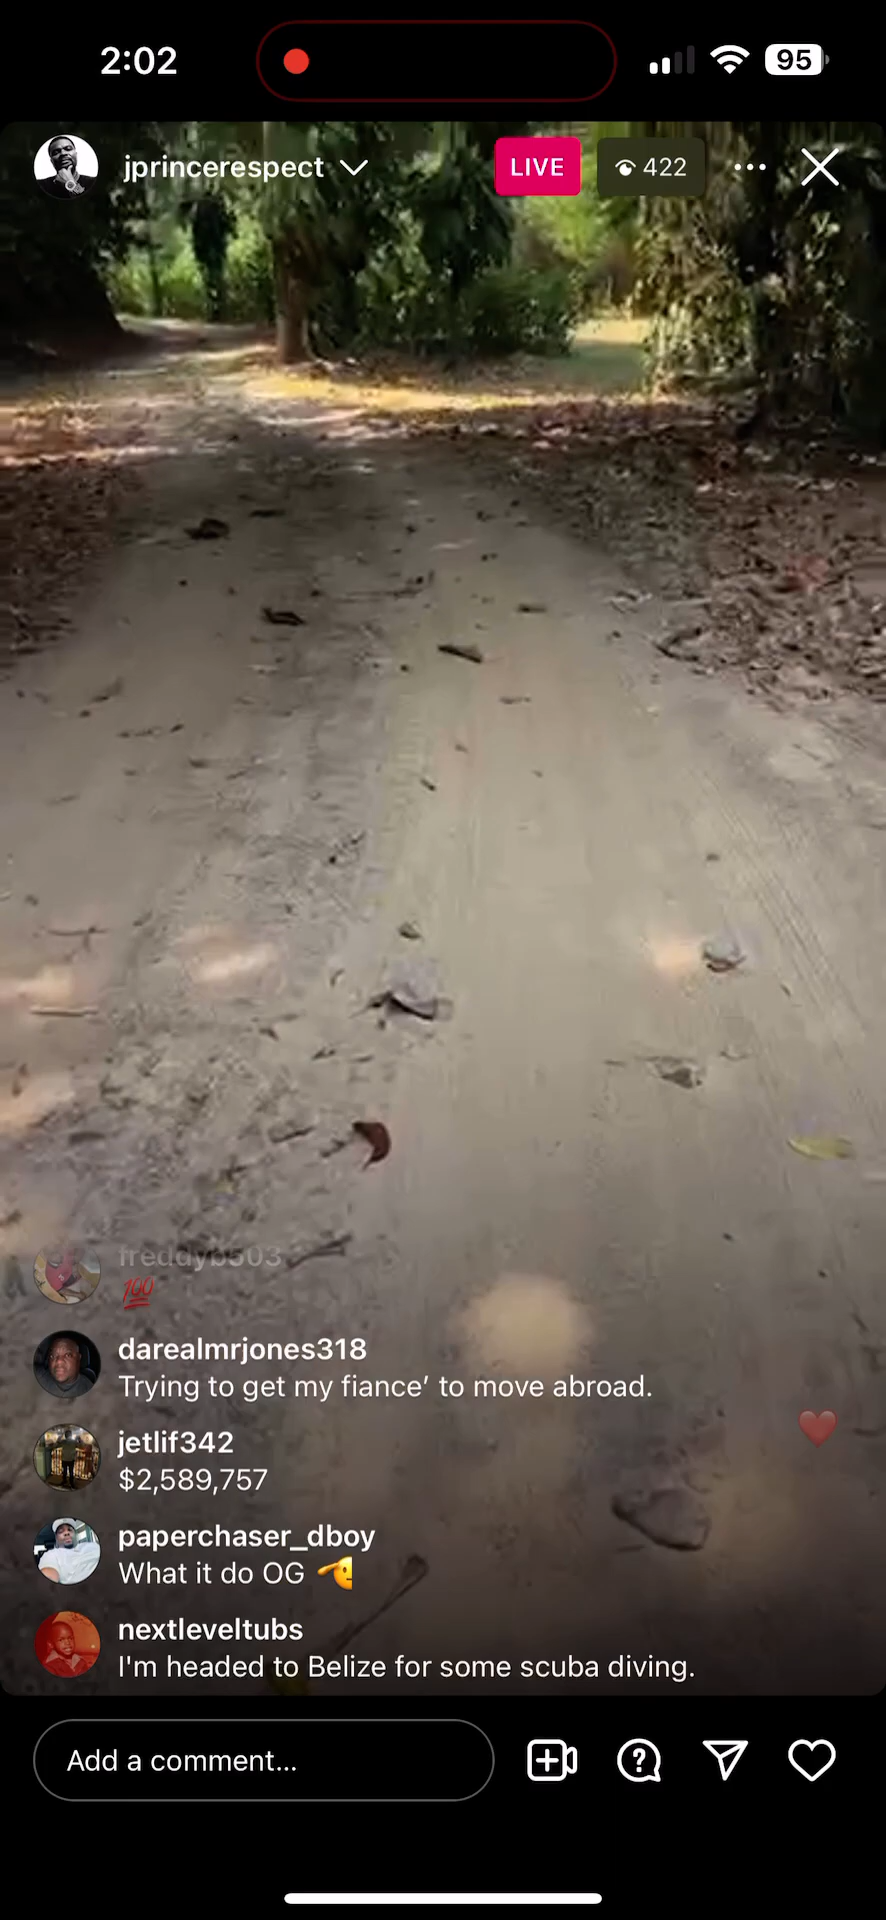 2:02
95
jprincerespect
LIVE
422
freddyb503
💯
darealmrjones318
Trying to get my fiance’ to move abroad.
jetlif342
$2,589,757
paperchaser_dboy
What it do OG 🫡
nextleveltubs
I'm headed to Belize for some scuba diving.
Add a comment...